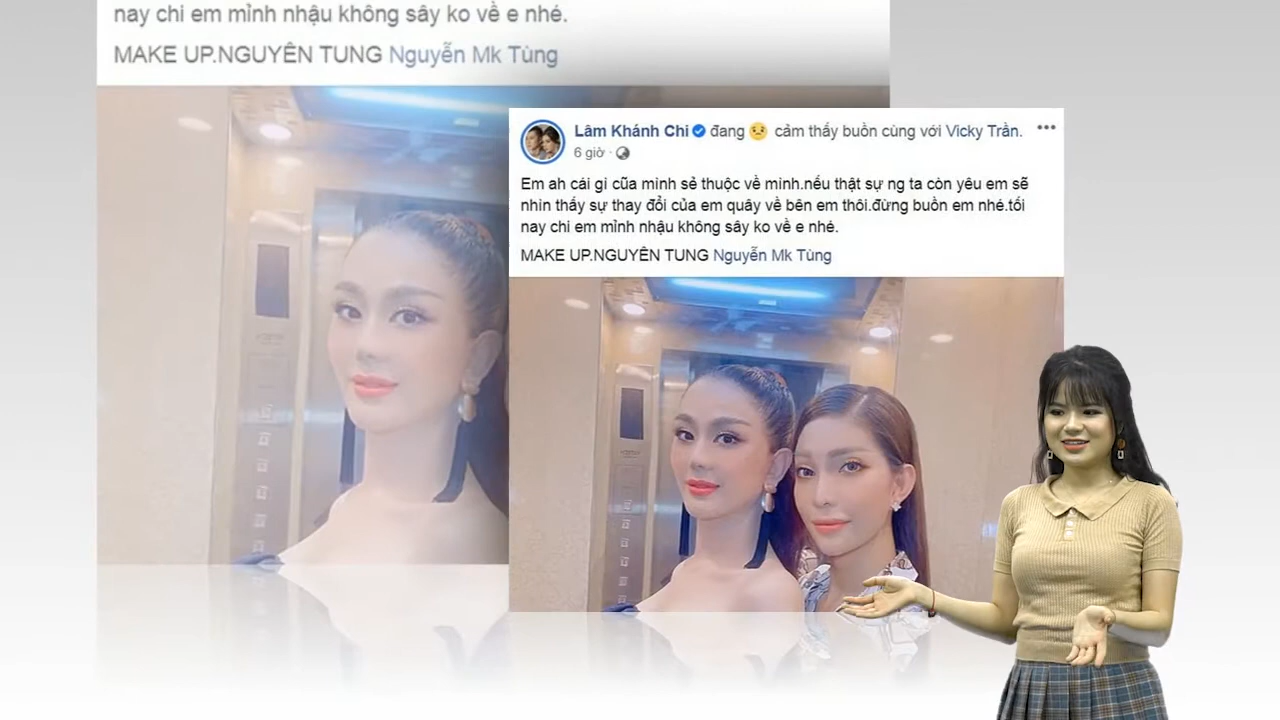 nay chi em mỉnh nhậu không sây ko về e nhé.
MAKE UP.NGUYÊN TUNG Nguyễn Mk Tùng
Lâm Khánh Chi đang cảm thấy buồn cùng với Vicky Trần.
6 giờ ·
Em ah cái gi cũa minh sẻ thuộc về minh.nếu thật sự ng ta còn yêu em sẽ
nhin thấy sự thay đổi của em quây về bên em thôi.đừng buồn em nhé.tối
nay chi em mỉnh nhậu không sây ko về e nhé.
MAKE UP.NGUYÊN TUNG Nguyễn Mk Tùng